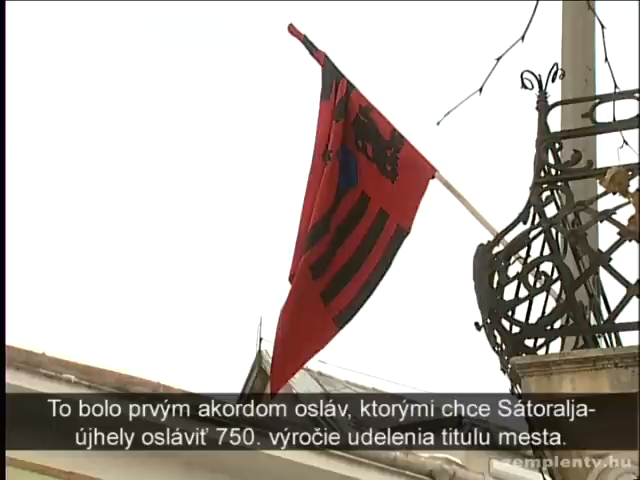 To bolo prvým akordom osláv, ktorými chce Sátoralja-
újhely osláviť 750. výročie udelenia titulu mesta.
zemplentv.hu